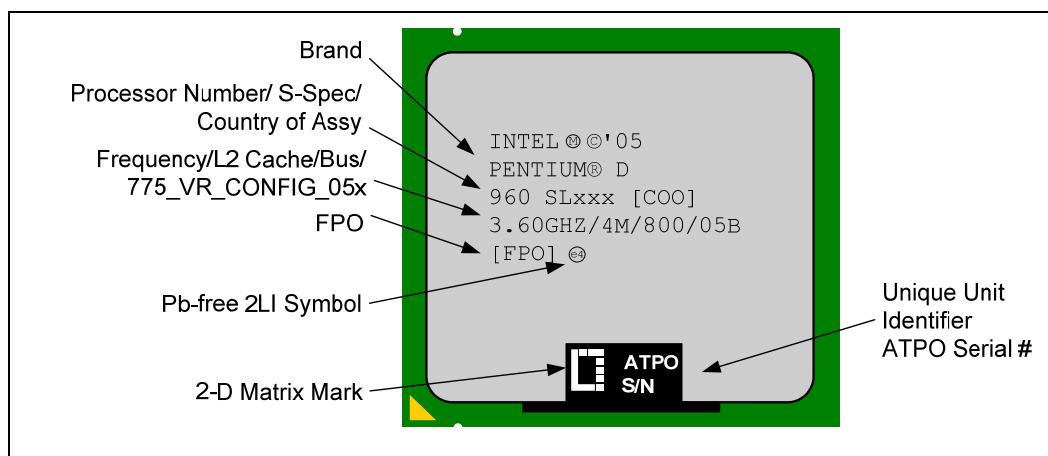 Brand
Processor Number/ S-Spec/
Country of Assy
Frequency/L2 Cache/Bus/
775_VR_CONFIG_05x
FPO
Pb-free 2LI Symbol
2-D Matrix Mark
INTEL Ⓜ ©'05
PENTIUM® D
960 SLxxx [COO]
3.60GHZ/4M/800/05B
[FPO] e4
ATPO
S/N
Unique Unit
Identifier
ATPO Serial #